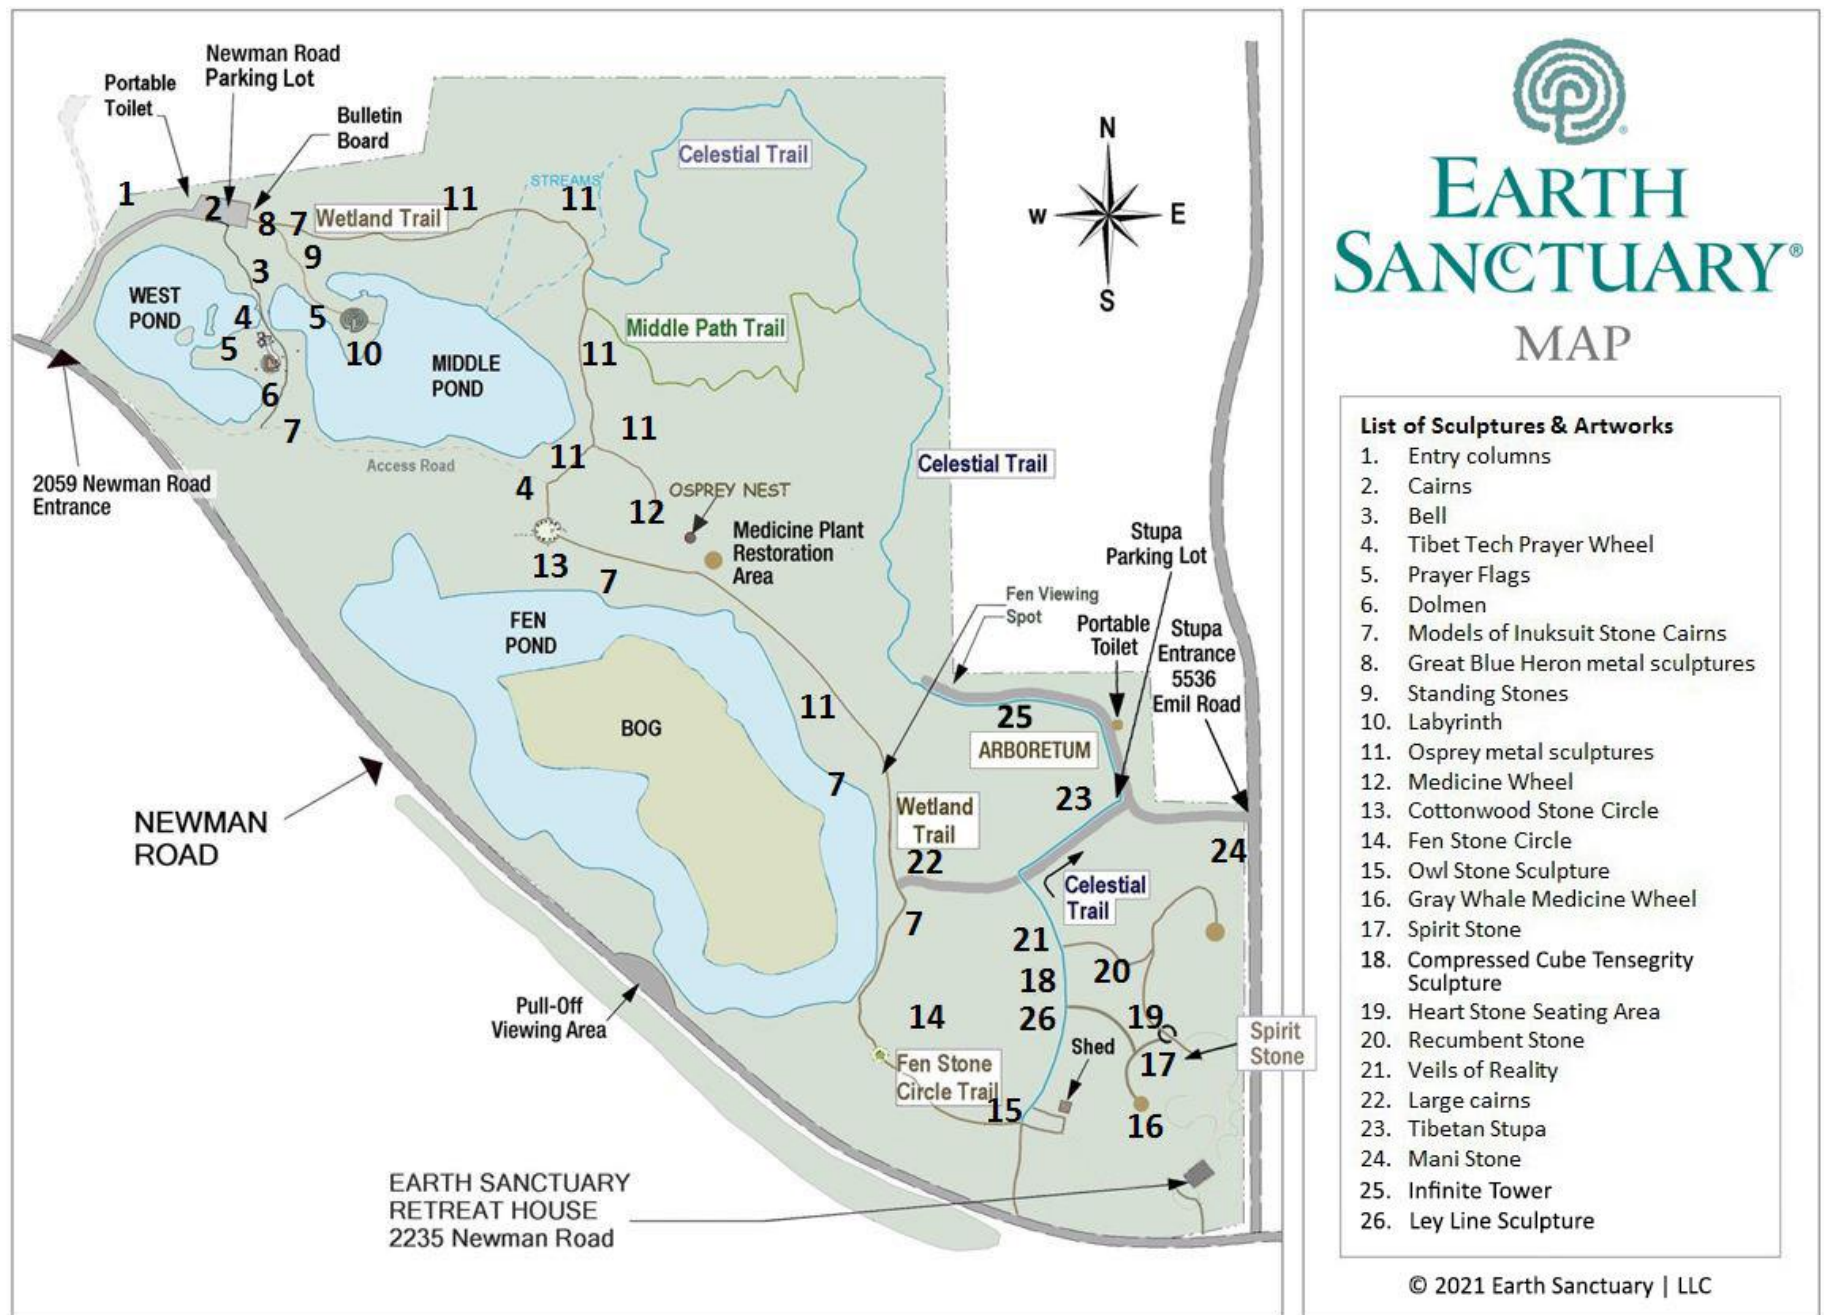 Newman Road
Parking Lot
Portable
Toilet
Bulletin
Board
Celestial Trail
STREAMS
N
W
E
S
1
2
8
7
Wetland Trail
11
11
9
3
WEST
POND
4
5
5
10
Middle Path Trail
MIDDLE
POND
11
6
7
11
11
Access Road
2059 Newman Road
Entrance
4
OSPREY NEST
12
Celestial Trail
Medicine Plant
Restoration
Area
13
7
Stupa
Parking Lot
Fen Viewing
Spot
Portable
Toilet
Stupa
Entrance
5536
Emil Road
FEN
POND
11
25
ARBORETUM
BOG
7
23
Wetland
Trail
22
24
NEWMAN
ROAD
Celestial
Trail
7
21
20
18
14
26
19
Pull-Off
Viewing Area
Shed
Spirit
Stone
17
Fen Stone
Circle Trail
15
16
EARTH SANCTUARY
RETREAT HOUSE
2235 Newman Road
EARTH
SANCTUARY®
MAP
List of Sculptures & Artworks
1. Entry columns
2. Cairns
3. Bell
4. Tibet Tech Prayer Wheel
5. Prayer Flags
6. Dolmen
7. Models of Inuksuit Stone Cairns
8. Great Blue Heron metal sculptures
9. Standing Stones
10. Labyrinth
11. Osprey metal sculptures
12. Medicine Wheel
13. Cottonwood Stone Circle
14. Fen Stone Circle
15. Owl Stone Sculpture
16. Gray Whale Medicine Wheel
17. Spirit Stone
18. Compressed Cube Tensegrity
Sculpture
19. Heart Stone Seating Area
20. Recumbent Stone
21. Veils of Reality
22. Large cairns
23. Tibetan Stupa
24. Mani Stone
25. Infinite Tower
26. Ley Line Sculpture
© 2021 Earth Sanctuary | LLC